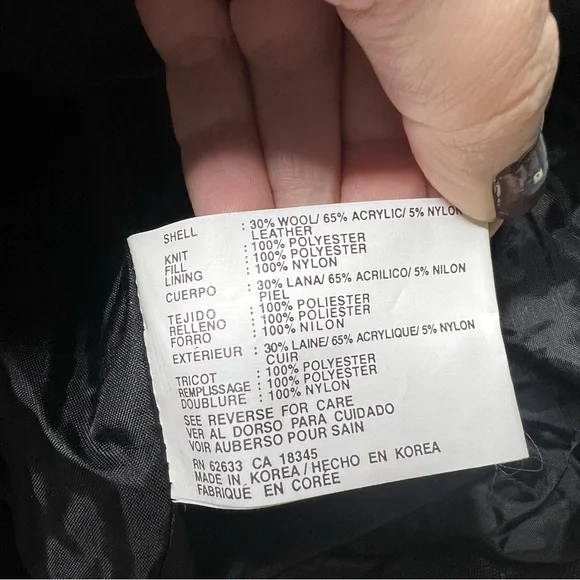 SHELL : 30% WOOL/ 65% ACRYLIC/ 5% NYLON
LEATHER
KNIT : 100% POLYESTER
FILL : 100% POLYESTER
LINING : 100% NYLON
CUERPO : 30% LANA/ 65% ACRILICO/ 5% NILON
PIEL
TEJIDO : 100% POLIESTER
RELLENO : 100% POLIESTER
FORRO : 100% NILON
EXTÉRIEUR : 30% LAINE/ 65% ACRYLIQUE/ 5% NYLON
CUIR
TRICOT : 100% POLYESTER
REMPLISSAGE : 100% POLYESTER
DOUBLURE : 100% NYLON
SEE REVERSE FOR CARE
VER AL DORSO PARA CUIDADO
VOIR AUBERSO POUR SAIN
RN 62633 CA 18345
MADE IN KOREA / HECHO EN KOREA
FABRIQUÉ EN CORÉE